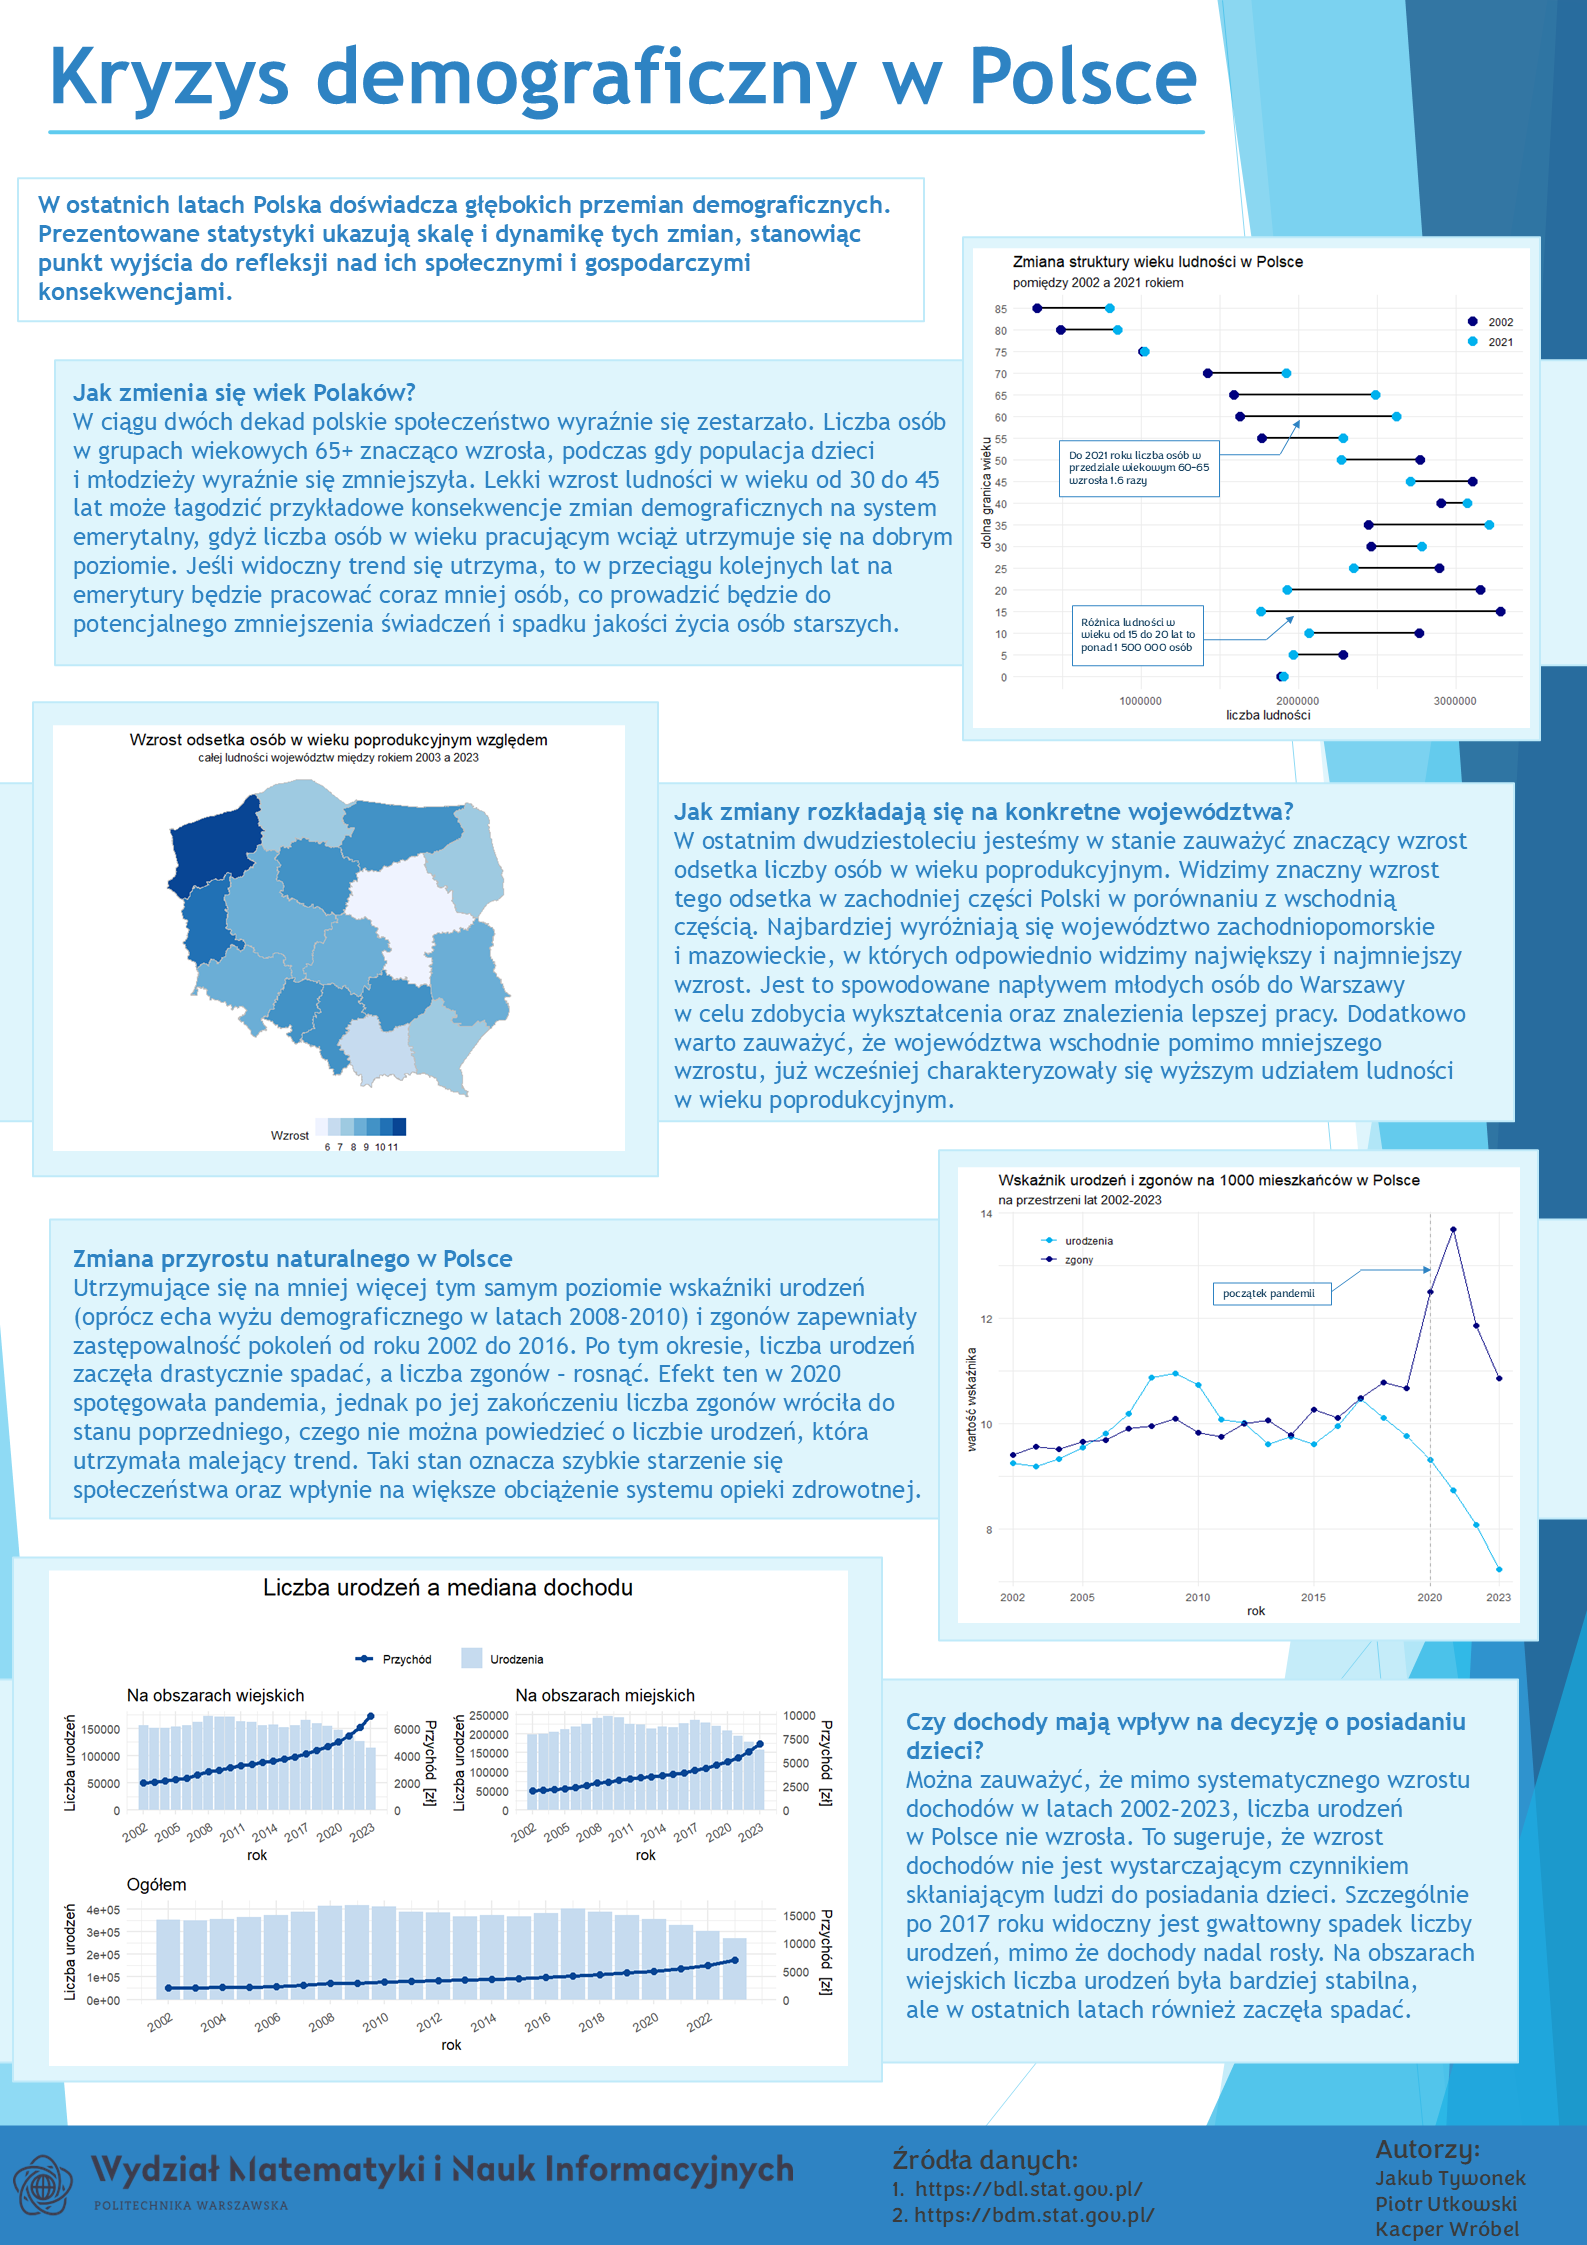 Kryzys demograficzny w Polsce
W ostatnich latach Polska doświadcza głębokich przemian demograficznych.
Prezentowane statystyki ukazują skalę i dynamikę tych zmian, stanowiąc
punkt wyjścia do refleksji nad ich społecznymi i gospodarczymi
konsekwencjami.
Jak zmienia się wiek Polaków?
W ciągu dwóch dekad polskie społeczeństwo wyraźnie się zestarzało. Liczba osób
w grupach wiekowych 65+ znacząco wzrosła, podczas gdy populacja dzieci
i młodzieży wyraźnie się zmniejszyła. Lekki wzrost ludności w wieku od 30 do 45
lat może łagodzić przykładowe konsekwencje zmian demograficznych na system
emerytalny, gdyż liczba osób w wieku pracującym wciąż utrzymuje się na dobrym
poziomie. Jeśli widoczny trend się utrzyma, to w przeciągu kolejnych lat na
emerytury będzie pracować coraz mniej osób, co prowadzić będzie do
potencjalnego zmniejszenia świadczeń i spadku jakości życia osób starszych.
Zmiana struktury wieku ludności w Polsce
pomiędzy 2002 a 2021 rokiem
2002
2021
dolna granica wieku
85
80
75
70
65
60
55
50
45
40
35
30
25
20
15
10
5
0
Do 2021 roku liczba osób w
przedziale wiekowym 60-65
wzrosła 1.6 razy
Różnica ludności w
wieku od 15 do 20 lat to
ponad 1 500 000 osób
1000000 2000000 3000000
liczba ludności
Wzrost odsetka osób w wieku poprodukcyjnym względem
całej ludności województw między rokiem 2003 a 2023
Wzrost
6 7 8 9 10 11
Jak zmiany rozkładają się na konkretne województwa?
W ostatnim dwudziestoleciu jesteśmy w stanie zauważyć znaczący wzrost
odsetka liczby osób w wieku poprodukcyjnym. Widzimy znaczny wzrost
tego odsetka w zachodniej części Polski w porównaniu z wschodnią
częścią. Najbardziej wyróżniają się województwo zachodniopomorskie
i mazowieckie, w których odpowiednio widzimy największy i najmniejszy
wzrost. Jest to spowodowane napływem młodych osób do Warszawy
w celu zdobycia wykształcenia oraz znalezienia lepszej pracy. Dodatkowo
warto zauważyć, że województwa wschodnie pomimo mniejszego
wzrostu, już wcześniej charakteryzowały się wyższym udziałem ludności
w wieku poprodukcyjnym.
Zmiana przyrostu naturalnego w Polsce
Utrzymujące się na mniej więcej tym samym poziomie wskaźniki urodzeń
(oprócz echa wyżu demograficznego w latach 2008-2010) i zgonów zapewniały
zastępowalność pokoleń od roku 2002 do 2016. Po tym okresie, liczba urodzeń
zaczęła drastycznie spadać, a liczba zgonów – rosnąć. Efekt ten w 2020
spotęgowała pandemia, jednak po jej zakończeniu liczba zgonów wróciła do
stanu poprzedniego, czego nie można powiedzieć o liczbie urodzeń, która
utrzymała malejący trend. Taki stan oznacza szybkie starzenie się
społeczeństwa oraz wpłynie na większe obciążenie systemu opieki zdrowotnej.
Wskaźnik urodzeń i zgonów na 1000 mieszkańców w Polsce
na przestrzeni lat 2002-2023
urodzenia
zgony
początek pandemii
wartość wskaźnika
14
12
10
8
2002 2005 2010 2015 2020 2023
rok
Liczba urodzeń a mediana dochodu
Przychód Urodzenia
Na obszarach wiejskich
Liczba urodzeń
150000
100000
50000
0
6000
4000
2000
0
Przychód [zł]
2002 2005 2008 2011 2014 2017 2020 2023
rok
Na obszarach miejskich
Liczba urodzeń
250000
200000
150000
100000
50000
0
10000
7500
5000
2500
0
Przychód [zł]
2002 2005 2008 2011 2014 2017 2020 2023
rok
Ogółem
Liczba urodzeń
4e+05
3e+05
2e+05
1e+05
0e+00
15000
10000
5000
0
Przychód [zł]
2002 2004 2006 2008 2010 2012 2014 2016 2018 2020 2022
rok
Czy dochody mają wpływ na decyzję o posiadaniu
dzieci?
Można zauważyć, że mimo systematycznego wzrostu
dochodów w latach 2002–2023, liczba urodzeń
w Polsce nie wzrosła. To sugeruje, że wzrost
dochodów nie jest wystarczającym czynnikiem
skłaniającym ludzi do posiadania dzieci. Szczególnie
po 2017 roku widoczny jest gwałtowny spadek liczby
urodzeń, mimo że dochody nadal rosły. Na obszarach
wiejskich liczba urodzeń była bardziej stabilna,
ale w ostatnich latach również zaczęła spadać.
Wydział Matematyki i Nauk Informacyjnych
POLITECHNIKA WARSZAWSKA
Źródła danych:
1. https://bdl.stat.gov.pl/
2. https://bdm.stat.gov.pl/
Autorzy:
Jakub Tywonek
Piotr Utkowski
Kacper Wróbel